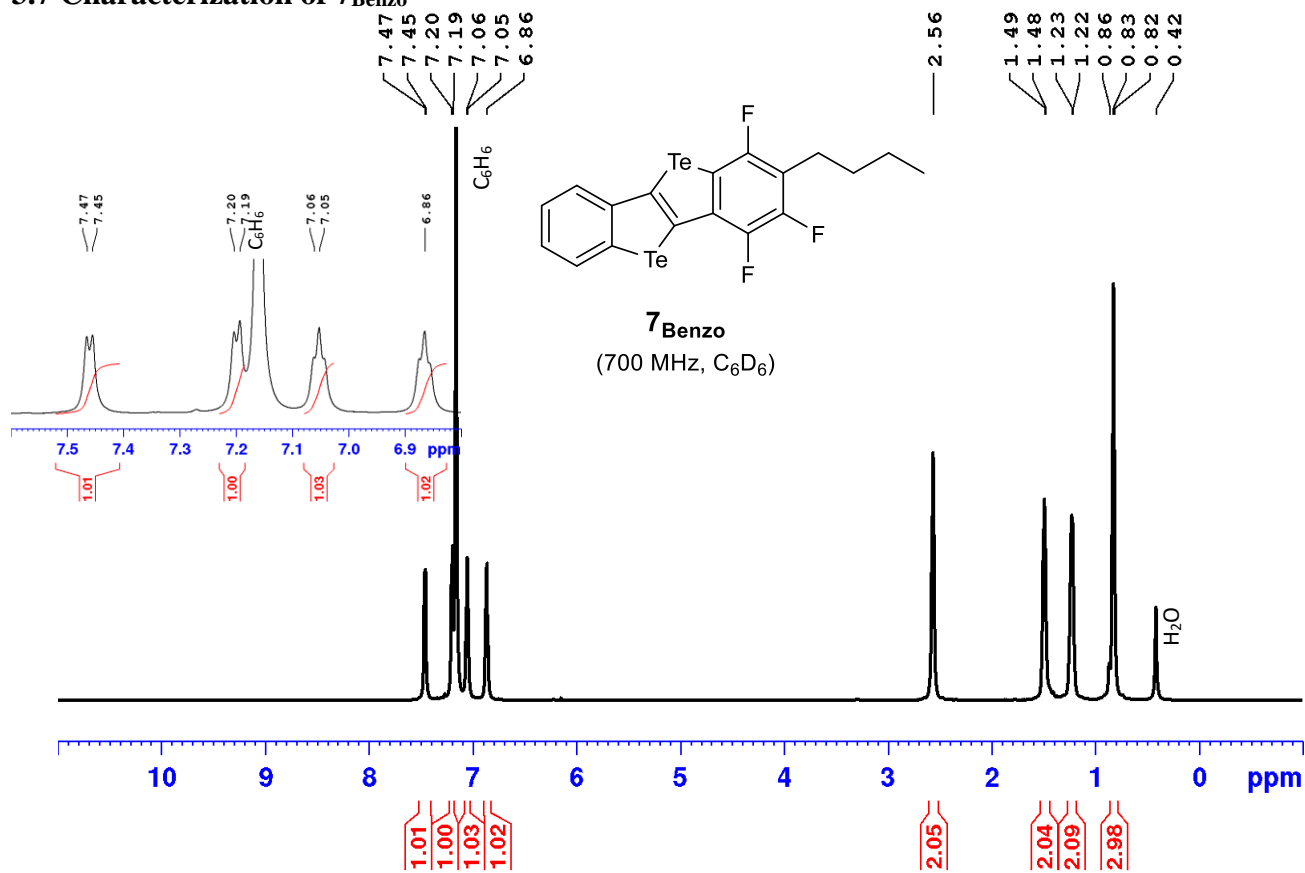 3.7 Characterization of 7Benzo
7.47
7.45
7.20
7.19
7.06
7.05
6.86
2.56
1.49
1.48
1.23
1.22
0.86
0.83
0.82
0.42
C6H6
F
Te
F
Te
F
7Benzo
(700 MHz, C6D6)
7.47
7.45
7.20
7.19
C6H6
7.06
7.05
6.86
7.5 7.4 7.3 7.2 7.1 7.0 6.9 ppm
1.01 1.00 1.03 1.02
H2O
10 9 8 7 6 5 4 3 2 1 0 ppm
1.01 1.00 1.03 1.02 2.05 2.04 2.09 2.98